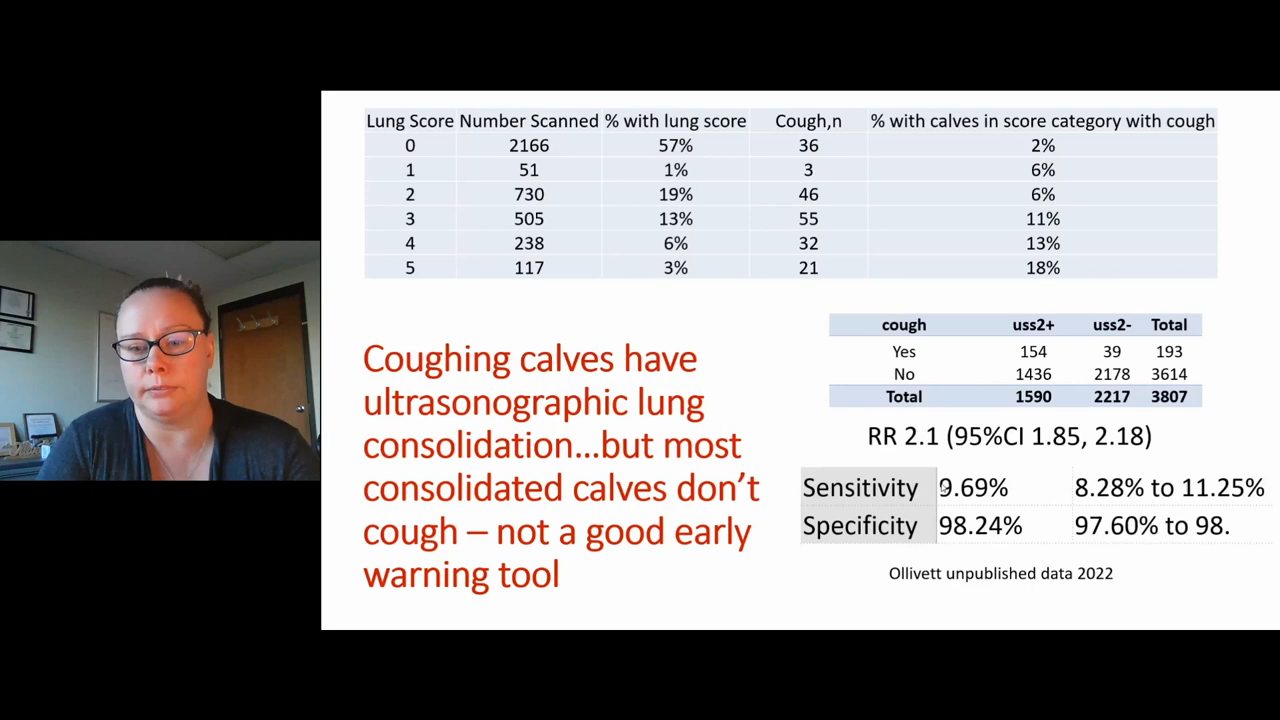 Lung Score Number Scanned % with lung score Cough,n % with calves in score category with cough
0 2166 57% 36 2%
1 51 1% 3 6%
2 730 19% 46 6%
3 505 13% 55 11%
4 238 6% 32 13%
5 117 3% 21 18%
Coughing calves have
ultrasonographic lung
consolidation...but most
consolidated calves don't
cough – not a good early
warning tool
cough uss2+ uss2- Total
Yes 154 39 193
No 1436 2178 3614
Total 1590 2217 3807
RR 2.1 (95%CI 1.85, 2.18)
Sensitivity 9.69% 8.28% to 11.25%
Specificity 98.24% 97.60% to 98.
Ollivett unpublished data 2022